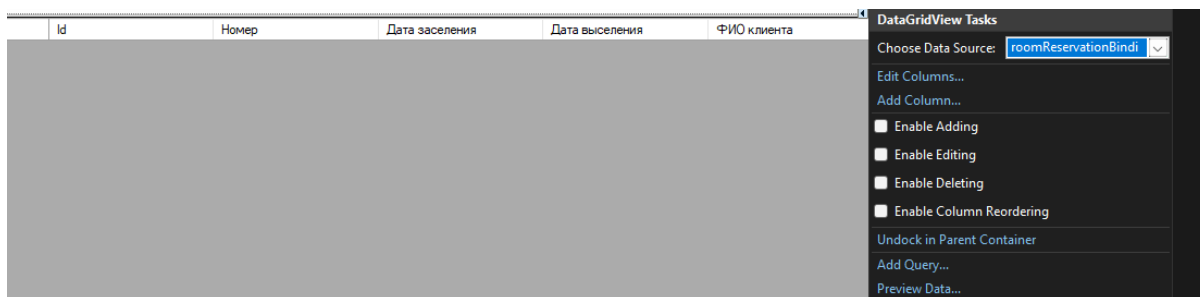 Id Номер Дата заселения Дата выселения ФИО клиента
DataGridView Tasks
Choose Data Source: roomReservationBindi
Edit Columns...
Add Column...
Enable Adding
Enable Editing
Enable Deleting
Enable Column Reordering
Undock in Parent Container
Add Query...
Preview Data...